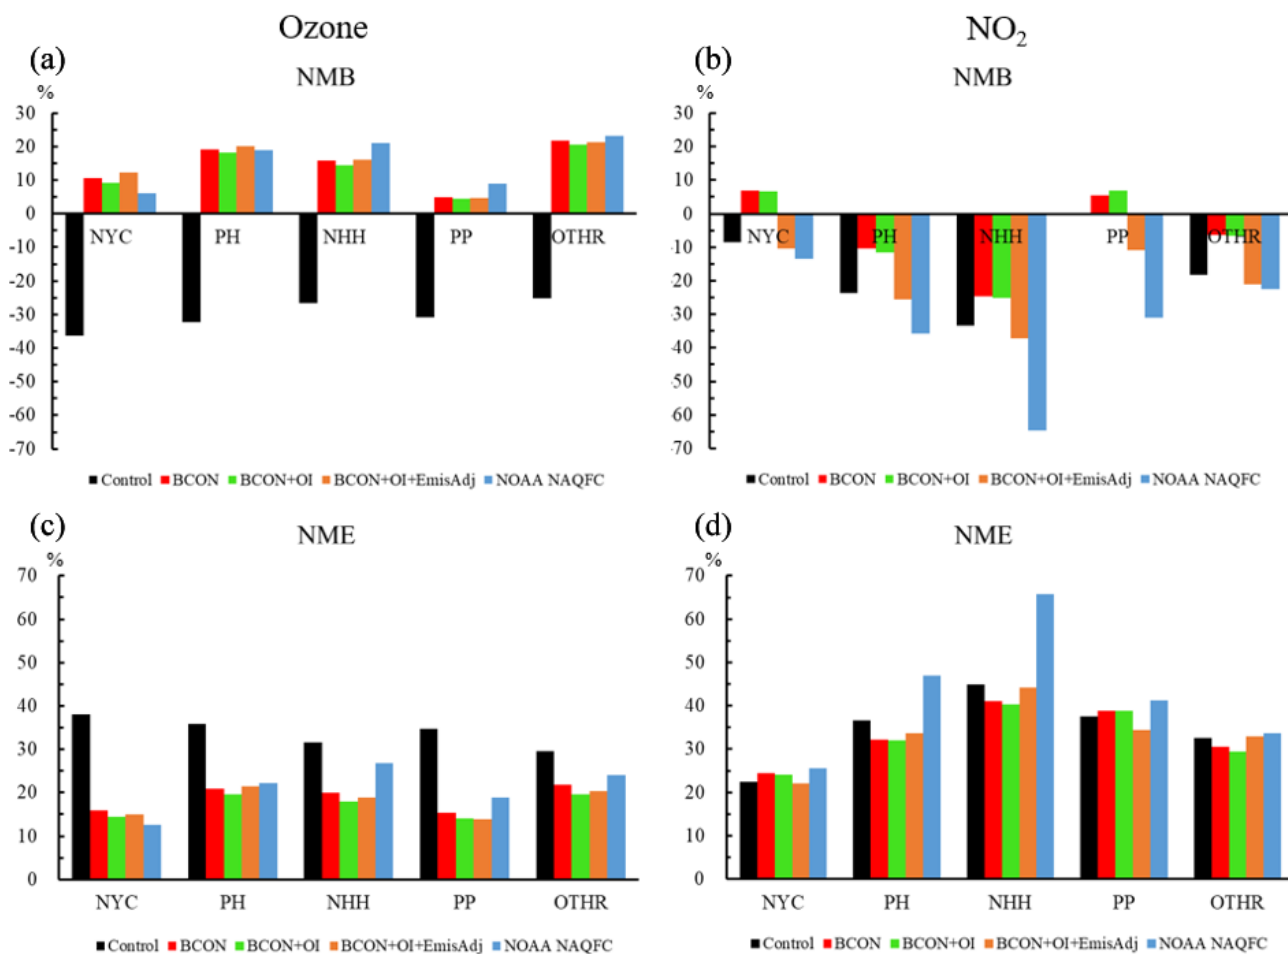 Ozone
NO2
(a)
NMB
%
30
20
10
0
-10
-20
-30
-40
-50
-60
-70
NYC PH NHH PP OTHR
Control BCON BCON+OI BCON+OI+EmisAdj NOAA NAQFC
(b)
NMB
%
30
20
10
0
-10
-20
-30
-40
-50
-60
-70
NYC PH NHH PP OTHR
Control BCON BCON+OI BCON+OI+EmisAdj NOAA NAQFC
(c)
NME
%
70
60
50
40
30
20
10
0
NYC PH NHH PP OTHR
Control BCON BCON+OI BCON+OI+EmisAdj NOAA NAQFC
(d)
NME
%
70
60
50
40
30
20
10
0
NYC PH NHH PP OTHR
Control BCON BCON+OI BCON+OI+EmisAdj NOAA NAQFC